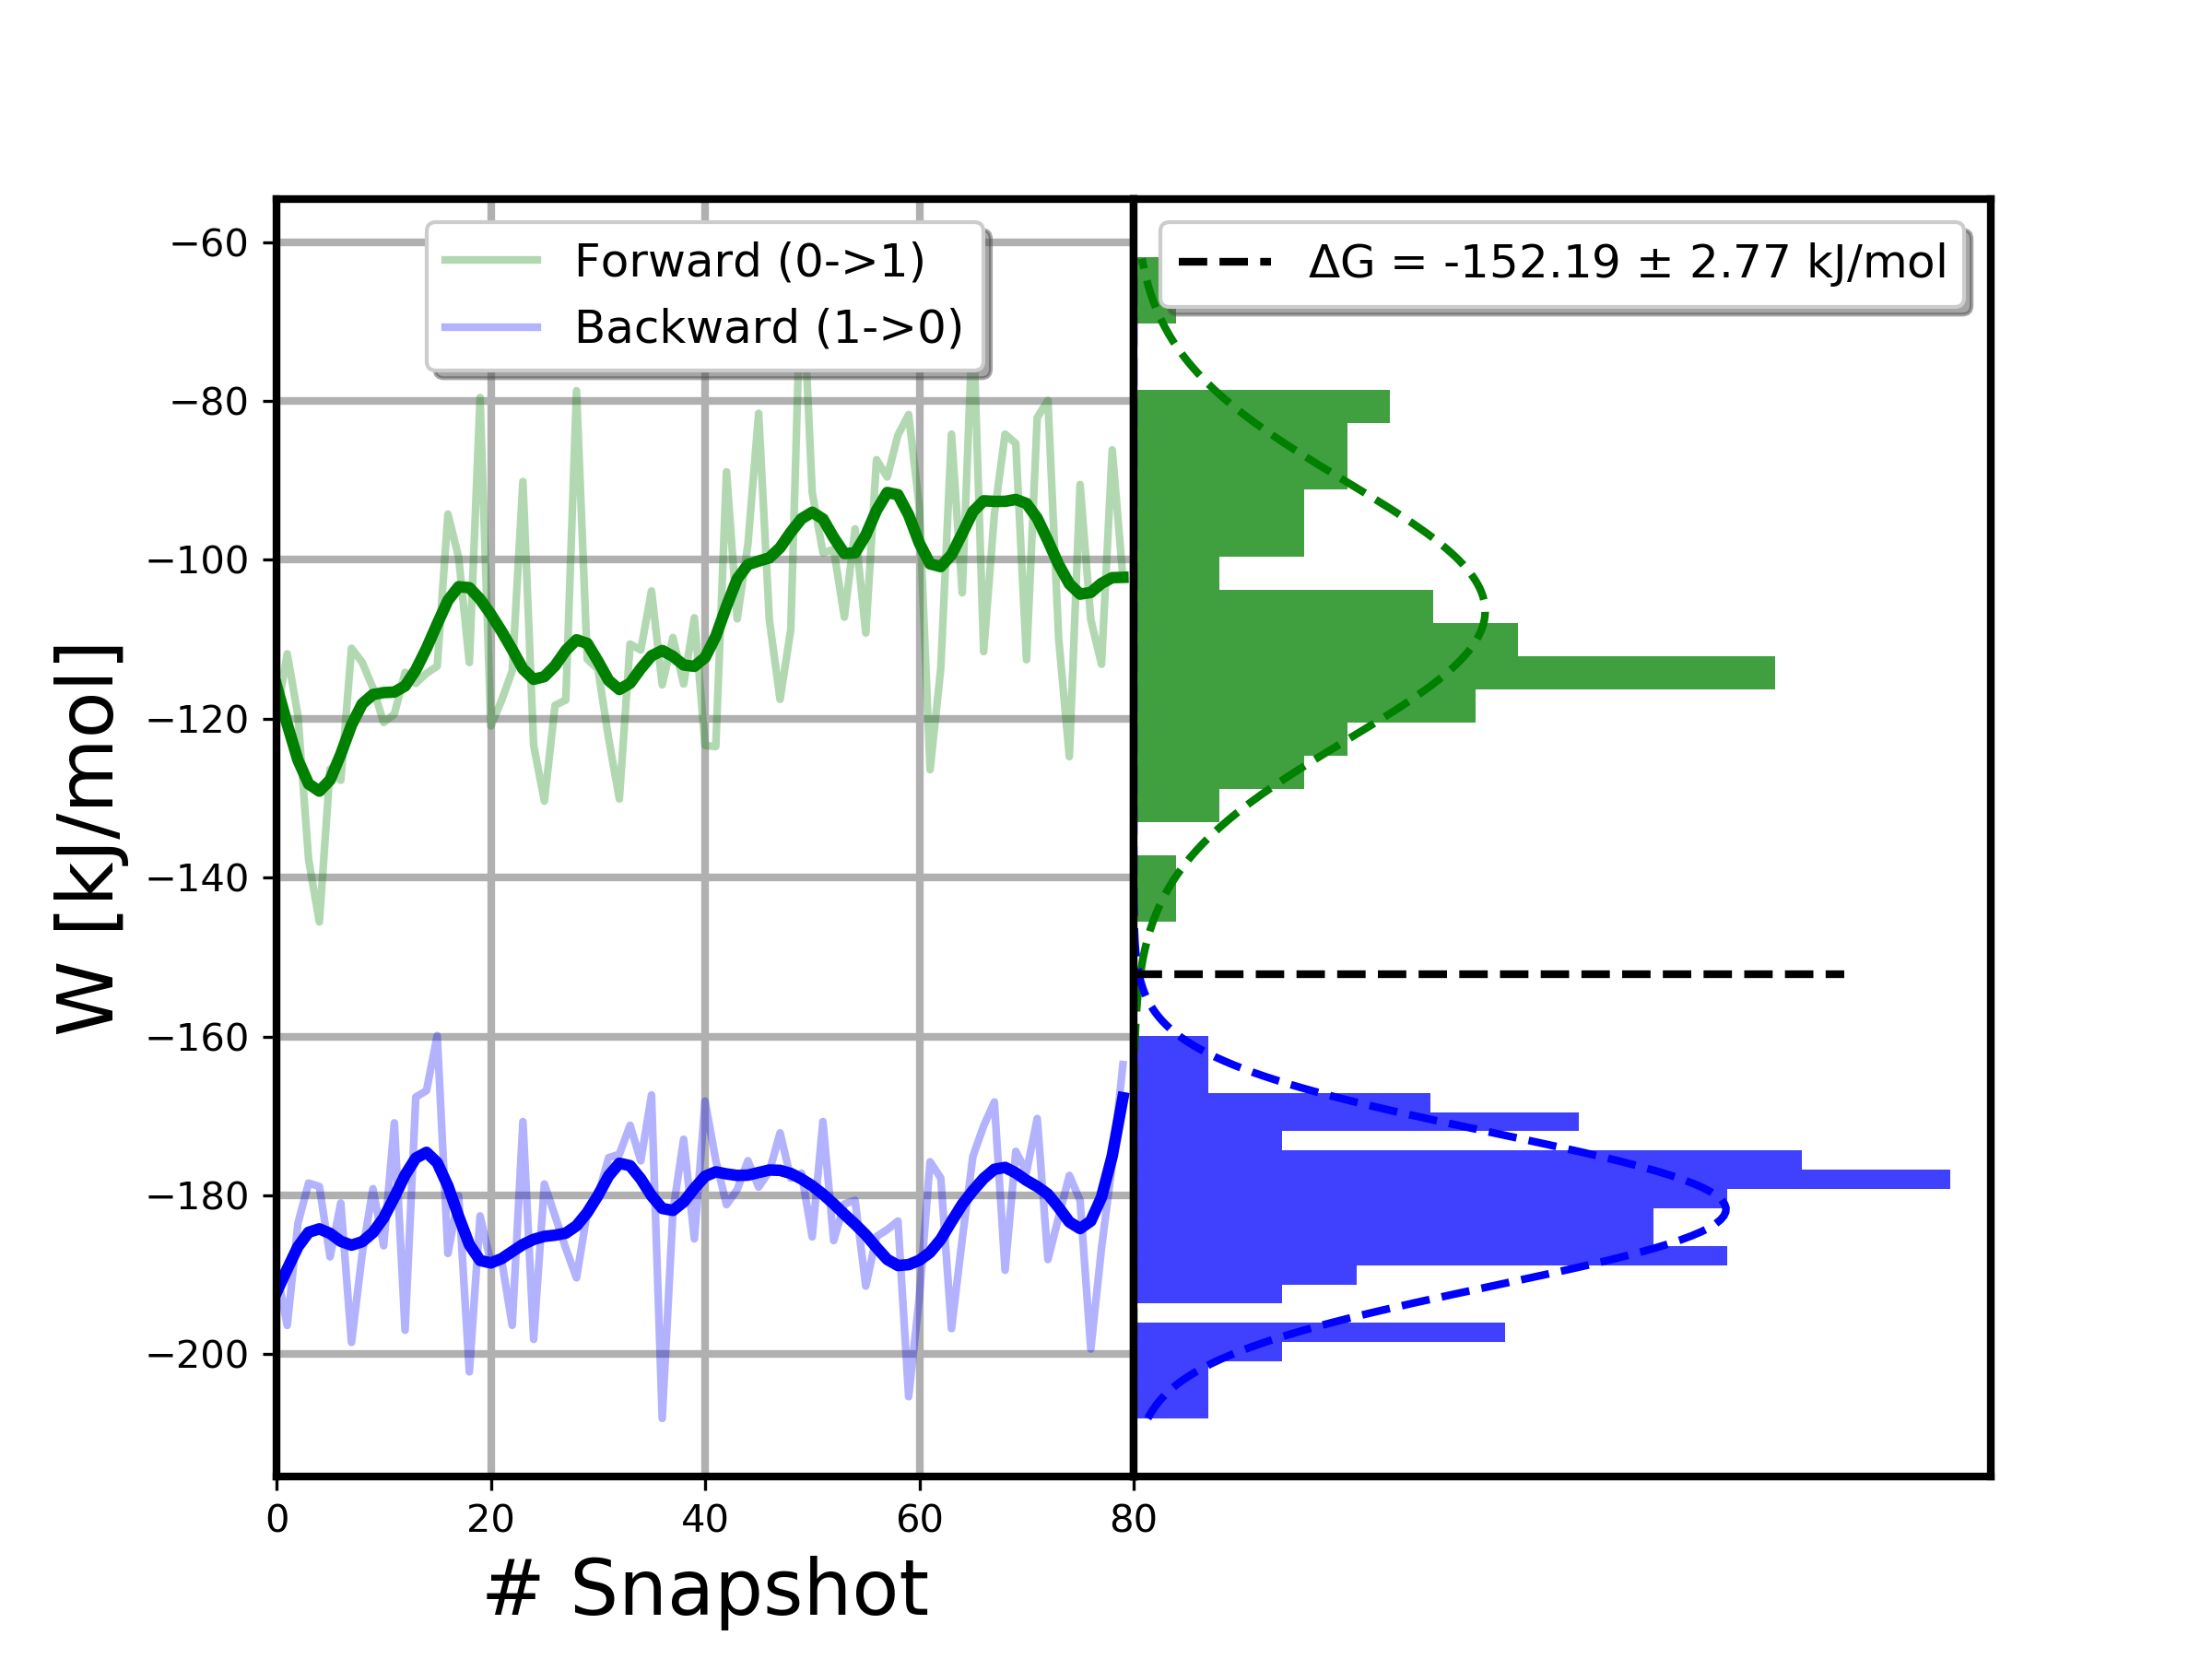 Forward (0->1)
Backward (1->0)
ΔG = -152.19 ± 2.77 kJ/mol
−60
−80
−100
−120
−140
−160
−180
−200
W [kJ/mol]
0 20 40 60 80
# Snapshot